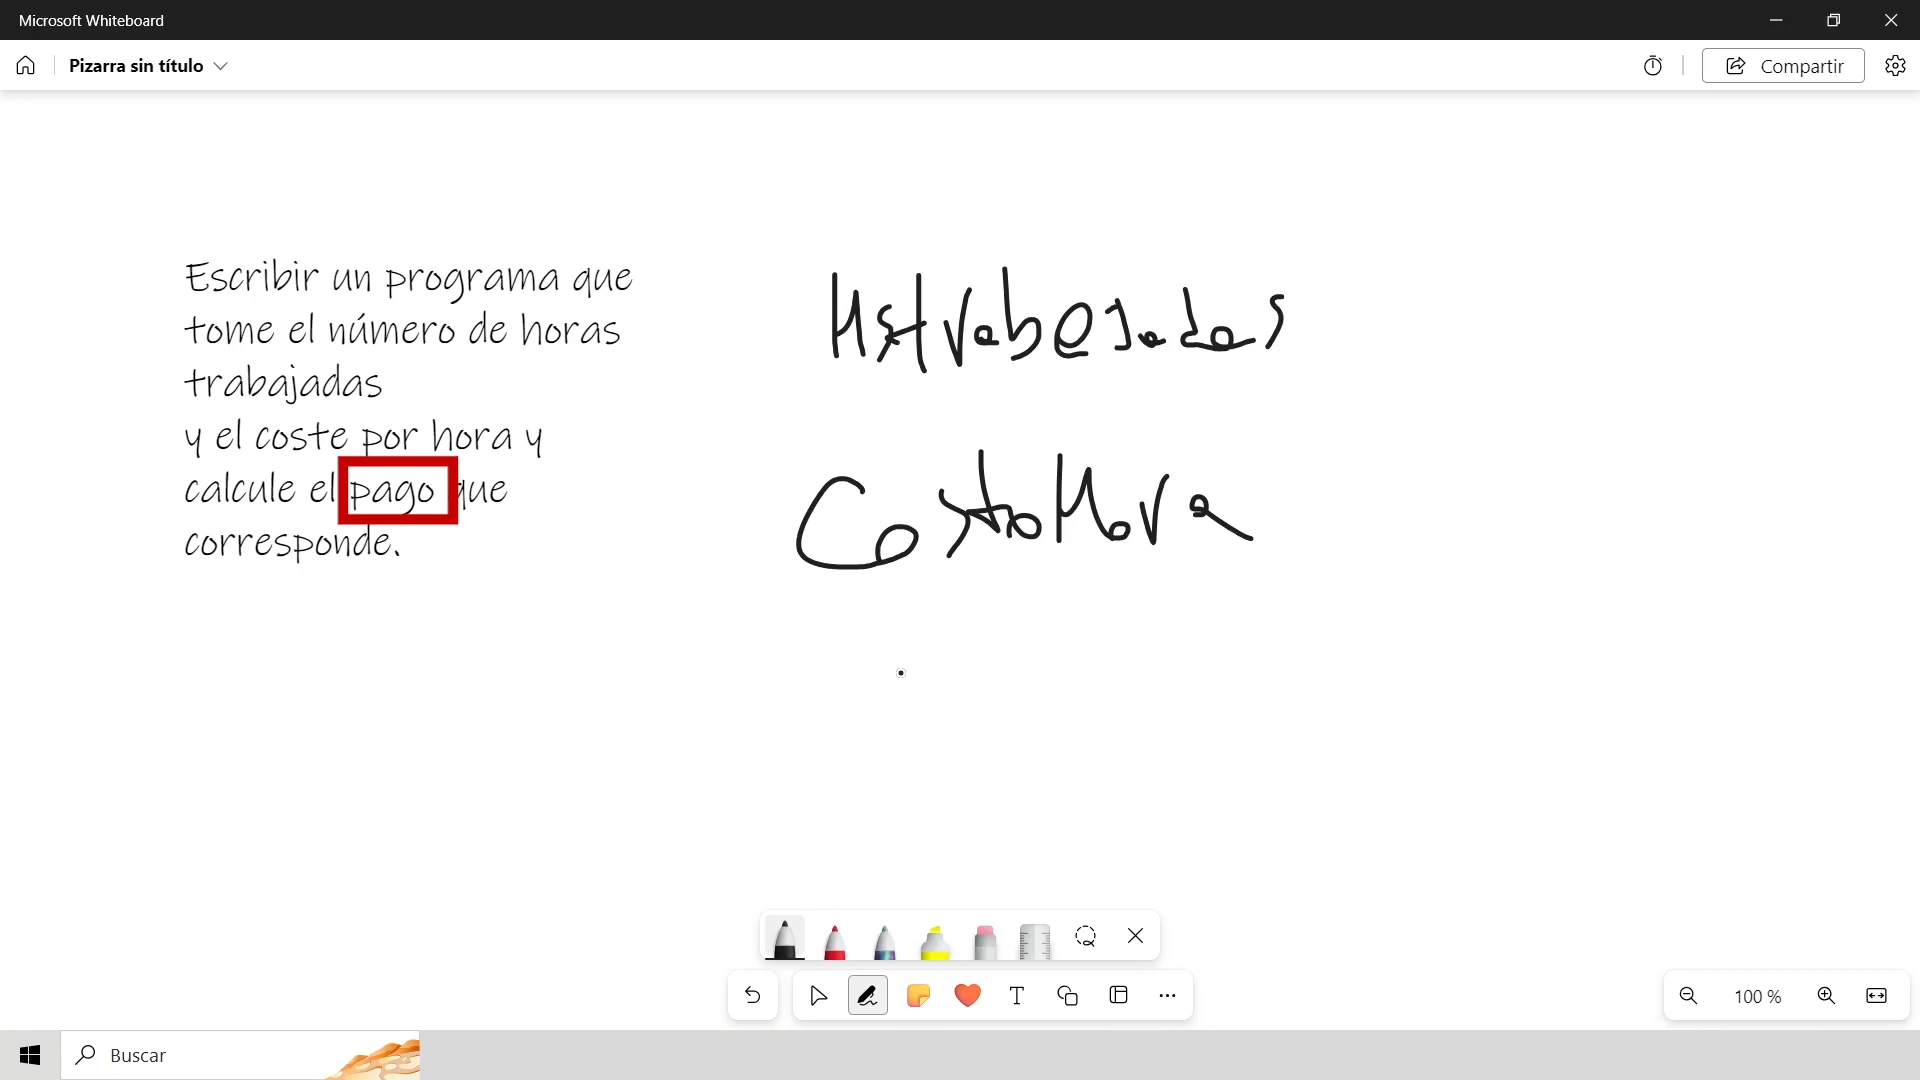 Microsoft Whiteboard
Pizarra sin título
Compartir
Escribir un programa que
tome el número de horas
trabajadas
y el coste por hora y
calcule el pago que
corresponde.
Hstrabajadas
CostoHora
100 %
Buscar